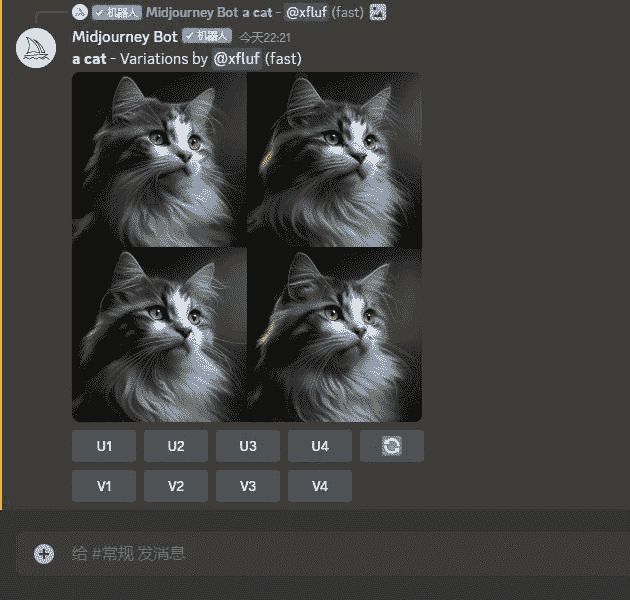 ✓ 机器人 Midjourney Bot a cat - @xfluf (fast)
Midjourney Bot ✓ 机器人 今天22:21
a cat - Variations by @xfluf (fast)
U1 U2 U3 U4
V1 V2 V3 V4
给 #常规 发消息